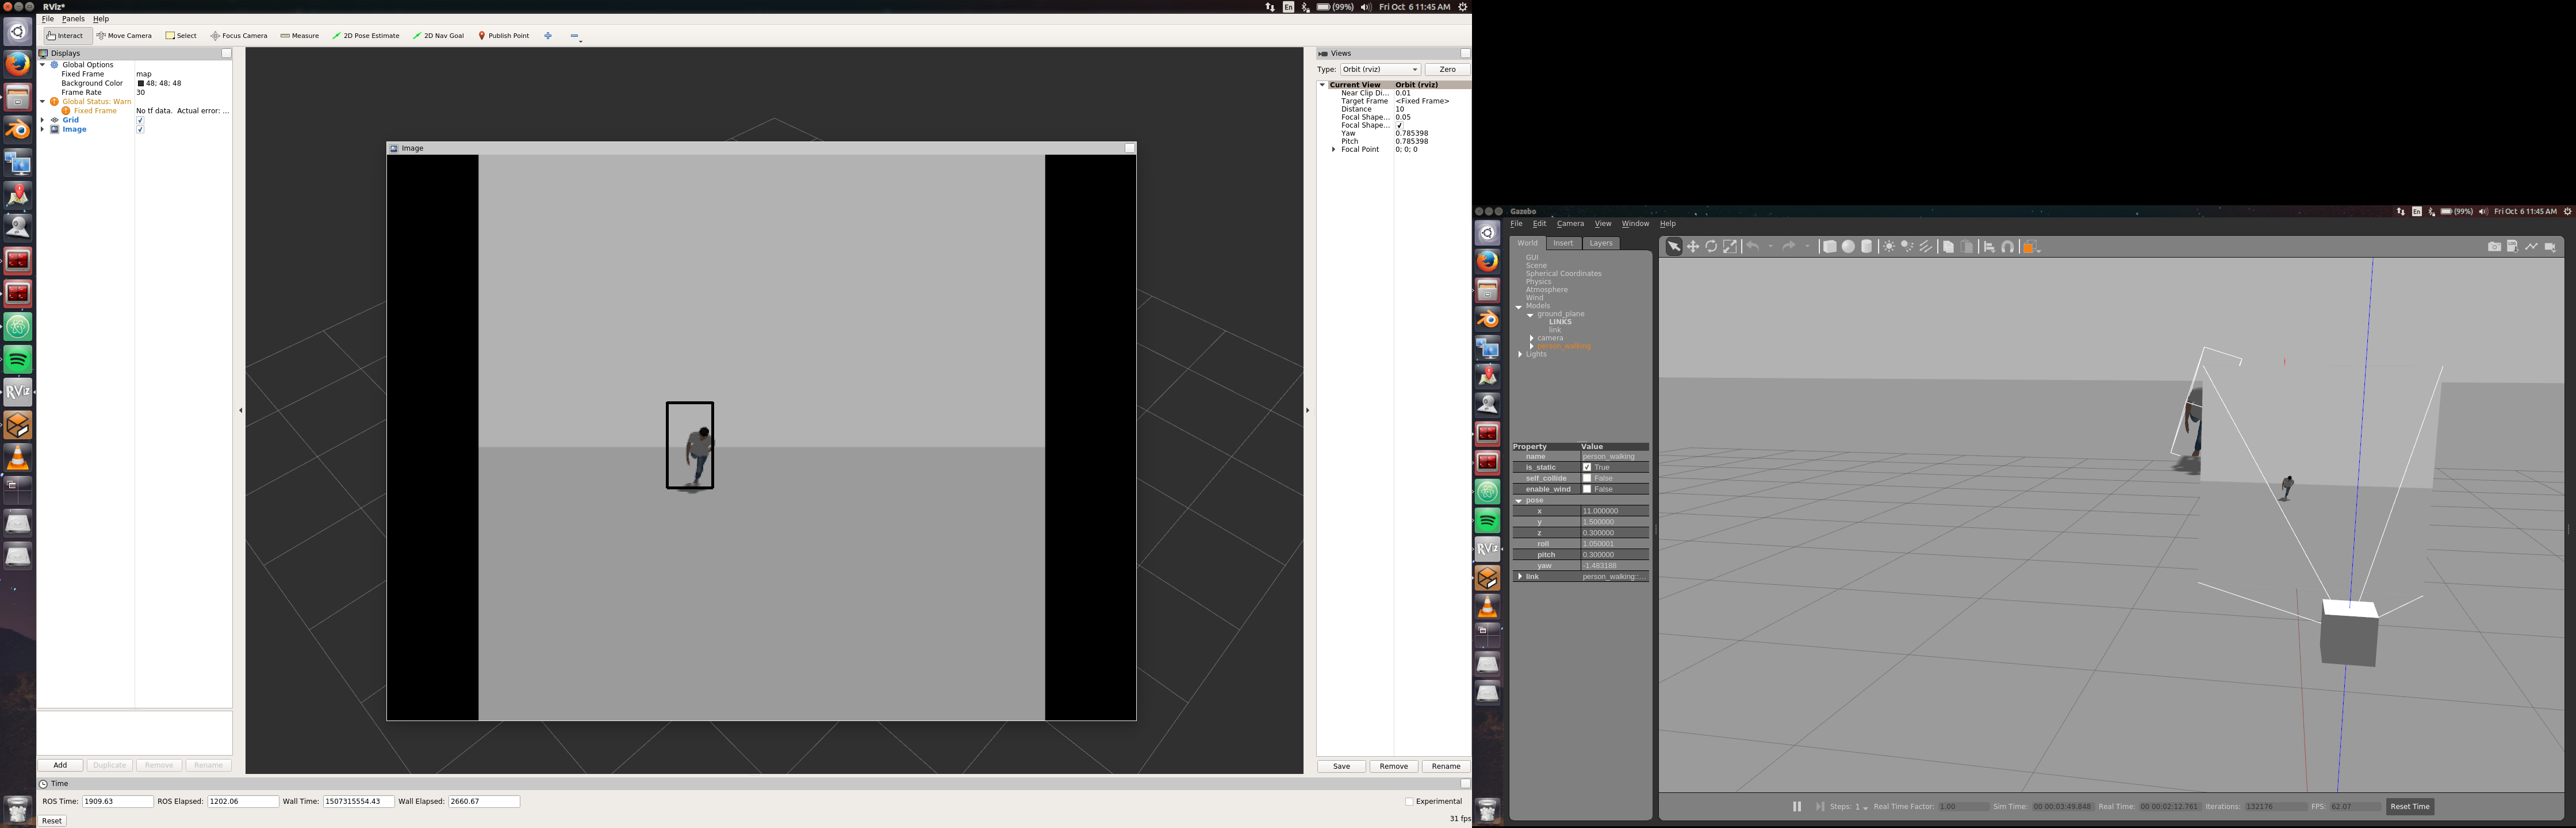 RViz*
En (99%) Fri Oct 6 11:45 AM
File Panels Help
Interact Move Camera Select Focus Camera Measure 2D Pose Estimate 2D Nav Goal Publish Point
Displays
Global Options
Fixed Frame map
Background Color 48; 48; 48
Frame Rate 30
Global Status: Warn
Fixed Frame No tf data. Actual error: ...
Grid
Image
Add Duplicate Remove Rename
Image
Views
Type: Orbit (rviz) Zero
Current View Orbit (rviz)
Near Clip Di... 0.01
Target Frame <Fixed Frame>
Distance 10
Focal Shape... 0.05
Focal Shape...
Yaw 0.785398
Pitch 0.785398
Focal Point 0; 0; 0
Save Remove Rename
Time
ROS Time: 1909.63 ROS Elapsed: 1202.06 Wall Time: 1507315554.43 Wall Elapsed: 2660.67 Experimental
Reset 31 fps
RViz
Gazebo
En (99%) Fri Oct 6 11:45 AM
File Edit Camera View Window Help
World Insert Layers
GUI
Scene
Spherical Coordinates
Physics
Atmosphere
Wind
Models
ground_plane
LINKS
link
camera
person_walking
Lights
Property Value
name person_walking
is_static True
self_collide False
enable_wind False
pose
x 11.000000
y 1.500000
z 0.300000
roll 1.050001
pitch 0.300000
yaw -1.483188
link person_walking::...
RViz
Steps: 1 Real Time Factor: 1.00 Sim Time: 00 00:03:49.848 Real Time: 00 00:02:12.761 Iterations: 132176 FPS: 62.07 Reset Time